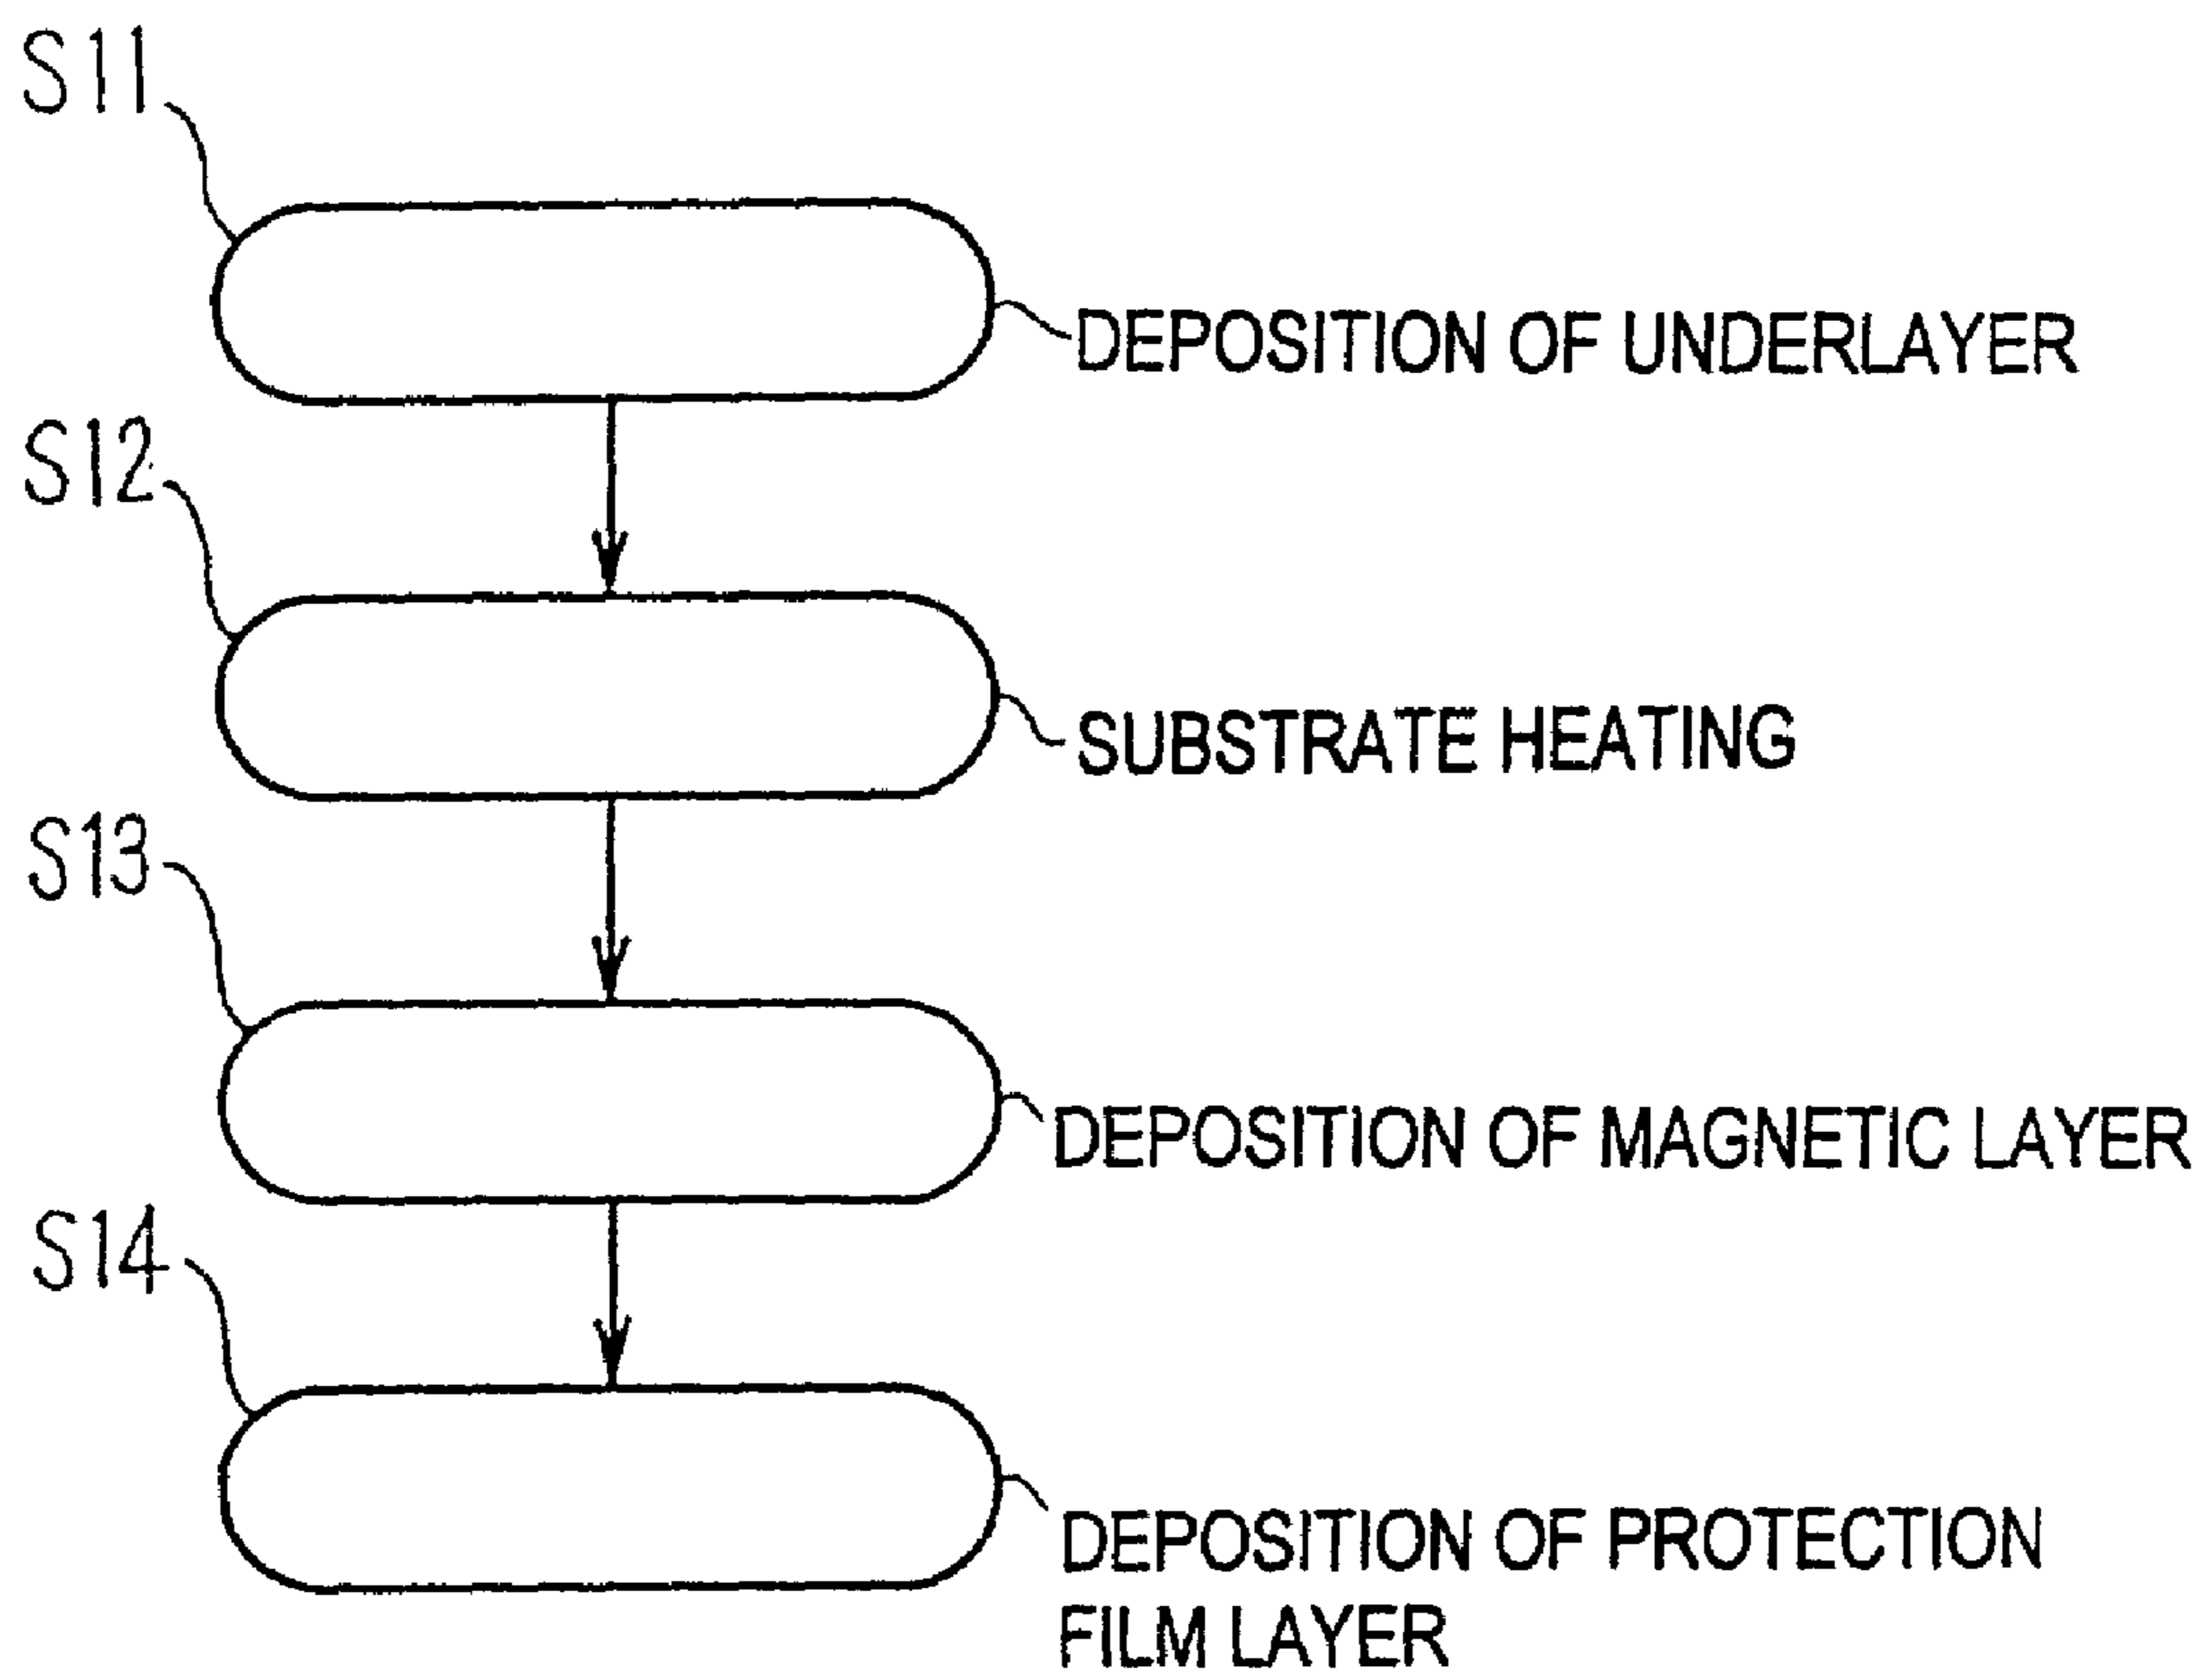 S11
DEPOSITION OF UNDERLAYER
S12
SUBSTRATE HEATING
S13
DEPOSITION OF MAGNETIC LAYER
S14
DEPOSITION OF PROTECTION
FILM LAYER